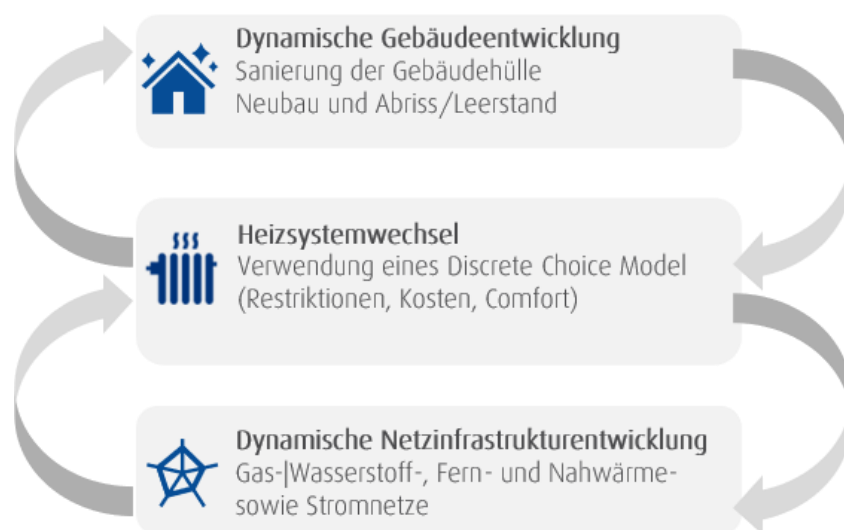 Dynamische Gebäudeentwicklung
Sanierung der Gebäudehülle
Neubau und Abriss/Leerstand
Heizsystemwechsel
Verwendung eines Discrete Choice Model
(Restriktionen, Kosten, Comfort)
Dynamische Netzinfrastrukturentwicklung
Gas-|Wasserstoff-, Fern- und Nahwärme-
sowie Stromnetze